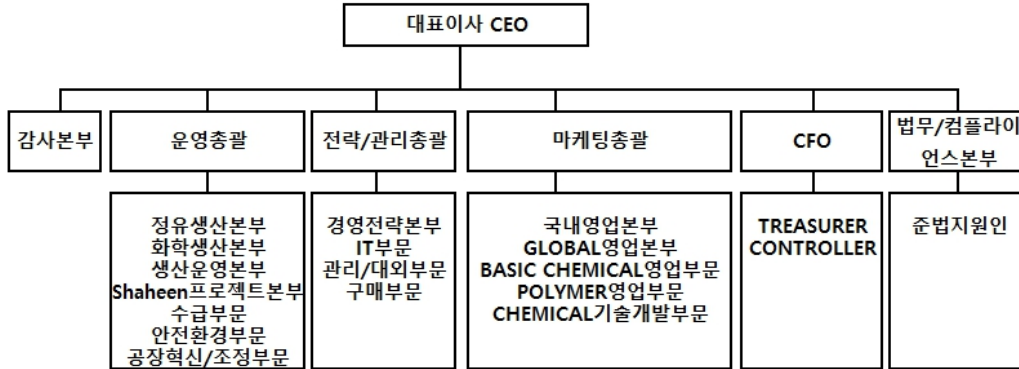 대표이사 CEO
감사본부
운영총괄
전략/관리총괄
마케팅총괄
CFO
법무/컴플라이
언스본부
정유생산본부
화학생산본부
생산운영본부
Shaheen프로젝트본부
수급부문
안전환경부문
공장혁신/조정부문
경영전략본부
IT부문
관리/대외부문
구매부문
국내영업본부
GLOBAL영업본부
BASIC CHEMICAL영업부문
POLYMER영업부문
CHEMICAL기술개발부문
TREASURER
CONTROLLER
준법지원인